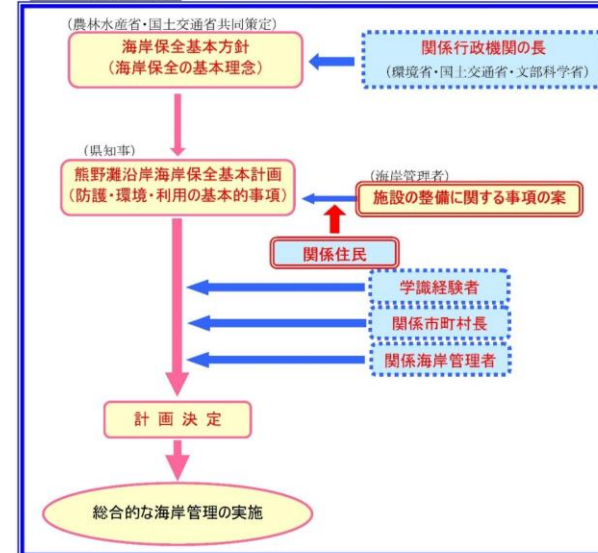 (農林水産省・国土交通省共同策定)
海岸保全基本方針
(海岸保全の基本理念)
関係行政機関の長
(環境省・国土交通省・文部科学省)
(県知事)
熊野灘沿岸海岸保全基本計画
(防護・環境・利用の基本的事項)
(海岸管理者)
施設の整備に関する事項の案
関係住民
学識経験者
関係市町村長
関係海岸管理者
計 画 決 定
総合的な海岸管理の実施